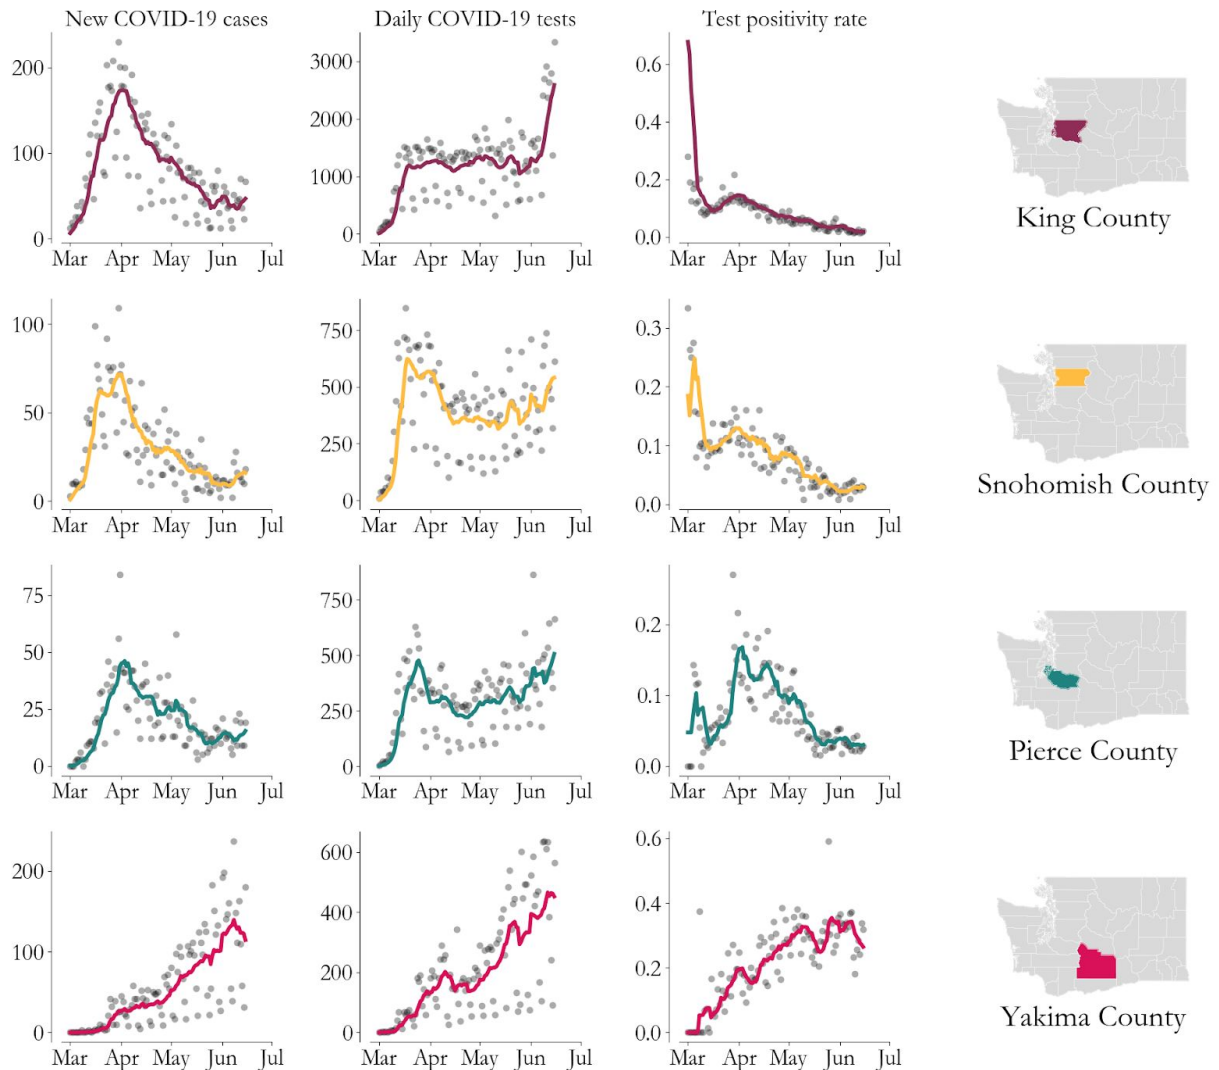 New COVID-19 cases
Daily COVID-19 tests
Test positivity rate
200
100
0
Mar Apr May Jun Jul
3000
2000
1000
0
Mar Apr May Jun Jul
0.6
0.4
0.2
0.0
Mar Apr May Jun Jul
King County
100
50
0
Mar Apr May Jun Jul
750
500
250
0
Mar Apr May Jun Jul
0.3
0.2
0.1
0.0
Mar Apr May Jun Jul
Snohomish County
75
50
25
0
Mar Apr May Jun Jul
750
500
250
0
Mar Apr May Jun Jul
0.2
0.1
0.0
Mar Apr May Jun Jul
Pierce County
200
100
0
Mar Apr May Jun Jul
600
400
200
0
Mar Apr May Jun Jul
0.6
0.4
0.2
0.0
Mar Apr May Jun Jul
Yakima County